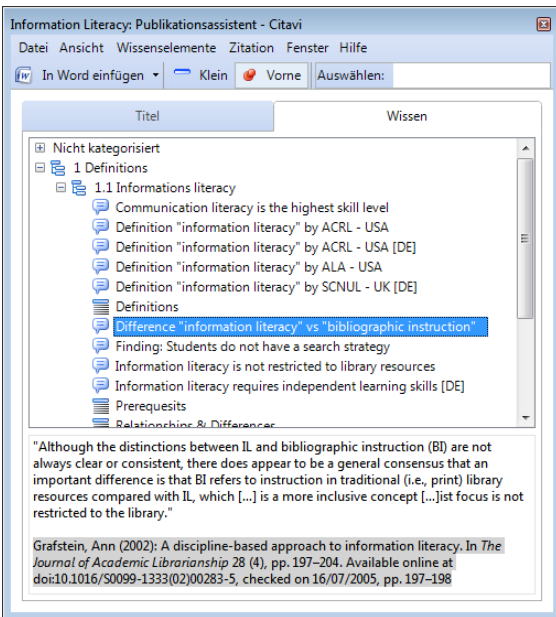 Information Literacy: Publikationsassistent - Citavi
Datei Ansicht Wissenselemente Zitation Fenster Hilfe
In Word einfügen Klein Vorne Auswählen:
Titel Wissen
Nicht kategorisiert
1 Definitions
1.1 Informations literacy
Communication literacy is the highest skill level
Definition "information literacy" by ACRL - USA
Definition "information literacy" by ACRL - USA [DE]
Definition "information literacy" by ALA - USA
Definition "information literacy" by SCNUL - UK [DE]
Definitions
Difference "information literacy" vs "bibliographic instruction"
Finding: Students do not have a search strategy
Information literacy is not restricted to library resources
Information literacy requires independent learning skills [DE]
Prerequesits
Relationships & Differences
"Although the distinctions between IL and bibliographic instruction (BI) are not
always clear or consistent, there does appear to be a general consensus that an
important difference is that BI refers to instruction in traditional (i.e., print) library
resources compared with IL, which [...] is a more inclusive concept [...]ist focus is not
restricted to the library."
Grafstein, Ann (2002): A discipline-based approach to information literacy. In The
Journal of Academic Librarianship 28 (4), pp. 197–204. Available online at
doi:10.1016/S0099-1333(02)00283-5, checked on 16/07/2005, pp. 197–198